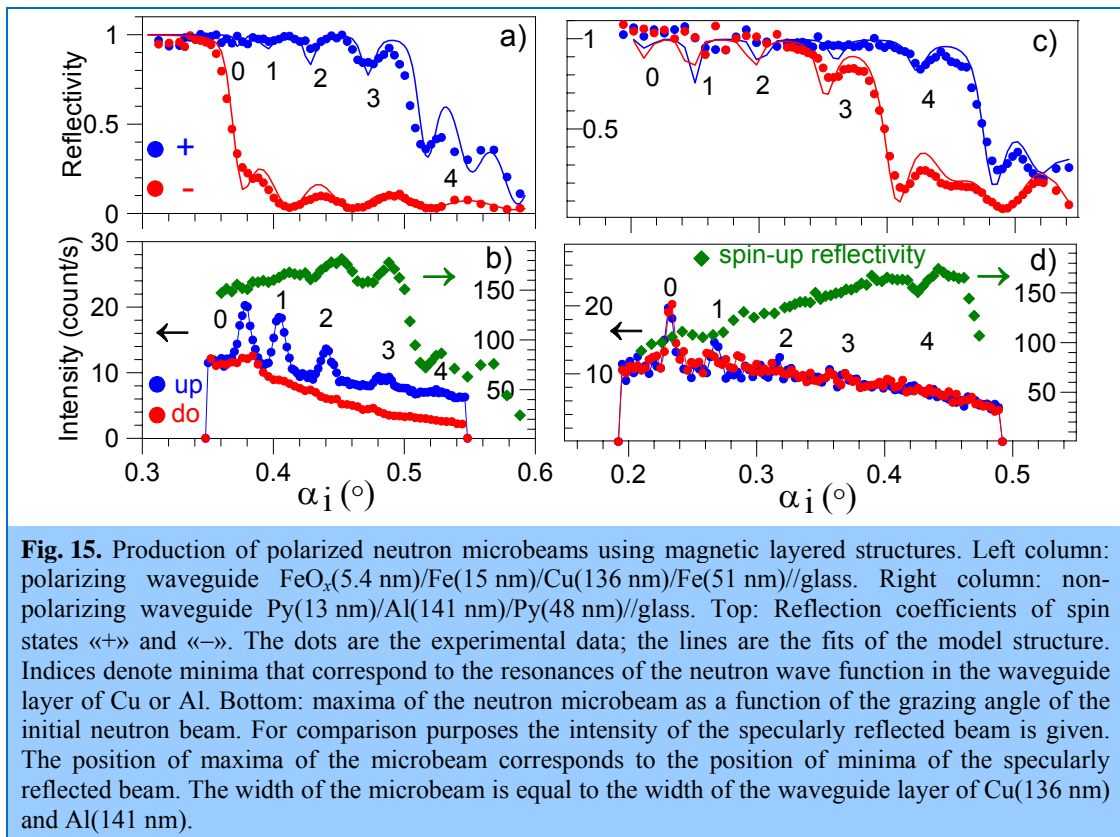 a)
c)
Reflectivity
1
0.5
0
+
-
0
1
2
3
4
1
0.5
0
1
2
3
4
b)
d)
Intensity (count/s)
30
20
10
0
0
1
2
3
4
150
100
50
up
do
spin-up reflectivity
20
10
0
1
2
3
4
150
100
50
0.3
0.4
0.5
0.6
0.2
0.3
0.4
0.5
αi (°)
αi (°)
Fig. 15. Production of polarized neutron microbeams using magnetic layered structures. Left column:
polarizing waveguide FeOx(5.4 nm)/Fe(15 nm)/Cu(136 nm)/Fe(51 nm)//glass. Right column: non-
polarizing waveguide Py(13 nm)/Al(141 nm)/Py(48 nm)//glass. Top: Reflection coefficients of spin
states «+» and «−». The dots are the experimental data; the lines are the fits of the model structure.
Indices denote minima that correspond to the resonances of the neutron wave function in the waveguide
layer of Cu or Al. Bottom: maxima of the neutron microbeam as a function of the grazing angle of the
initial neutron beam. For comparison purposes the intensity of the specularly reflected beam is given.
The position of maxima of the microbeam corresponds to the position of minima of the specularly
reflected beam. The width of the microbeam is equal to the width of the waveguide layer of Cu(136 nm)
and Al(141 nm).